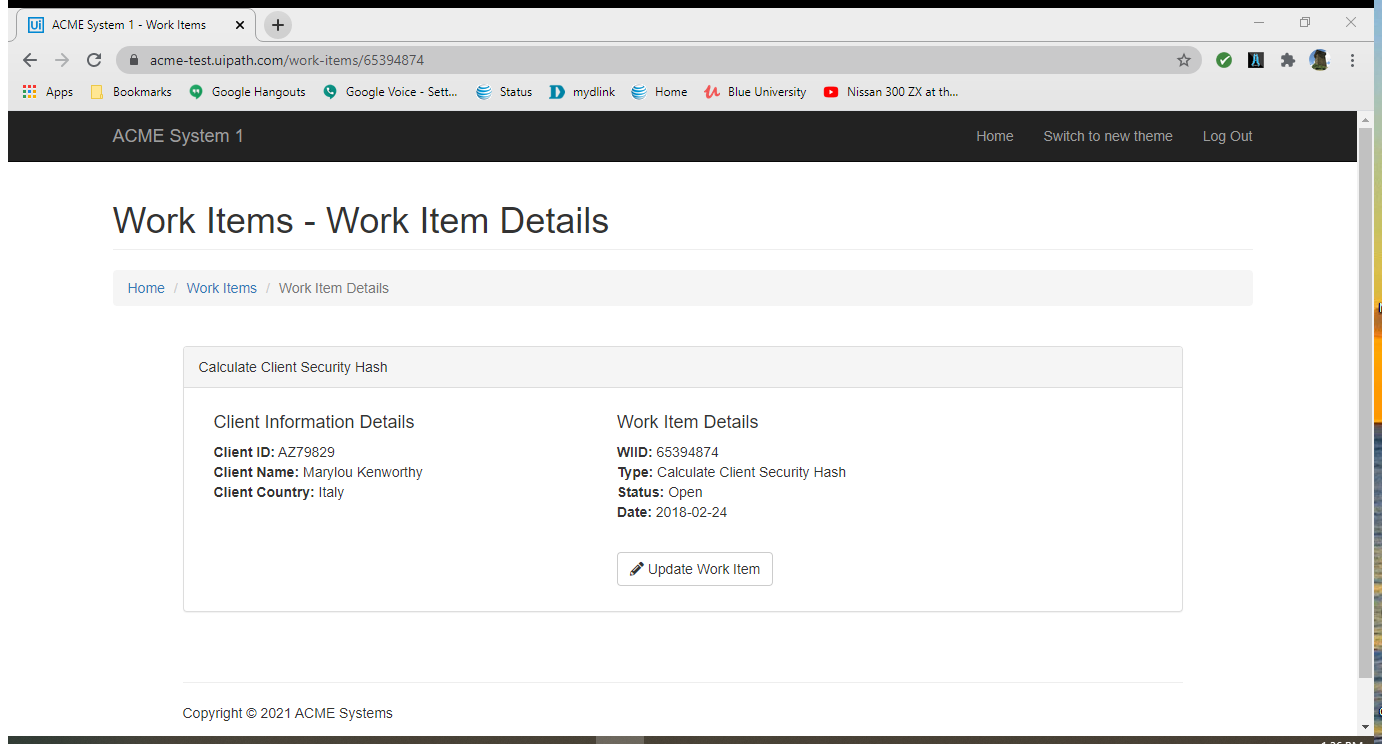 Ui ACME System 1 - Work Items
acme-test.uipath.com/work-items/65394874
Apps Bookmarks Google Hangouts Google Voice - Sett... Status mydlink Home Blue University Nissan 300 ZX at th...
ACME System 1 Home Switch to new theme Log Out
Work Items - Work Item Details
Home / Work Items / Work Item Details
Calculate Client Security Hash
Client Information Details
Client ID: AZ79829
Client Name: Marylou Kenworthy
Client Country: Italy
Work Item Details
WIID: 65394874
Type: Calculate Client Security Hash
Status: Open
Date: 2018-02-24
Update Work Item
Copyright © 2021 ACME Systems